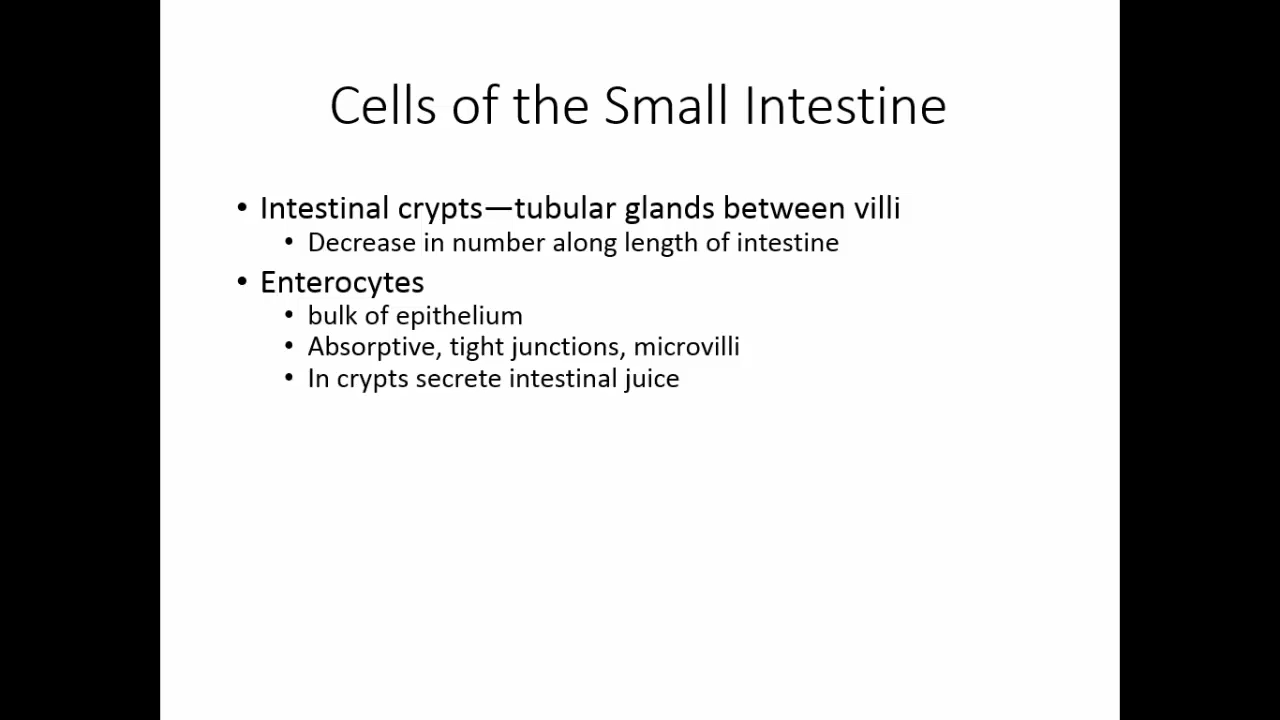 Cells of the Small Intestine
• Intestinal crypts—tubular glands between villi
• Decrease in number along length of intestine
• Enterocytes
• bulk of epithelium
• Absorptive, tight junctions, microvilli
• In crypts secrete intestinal juice